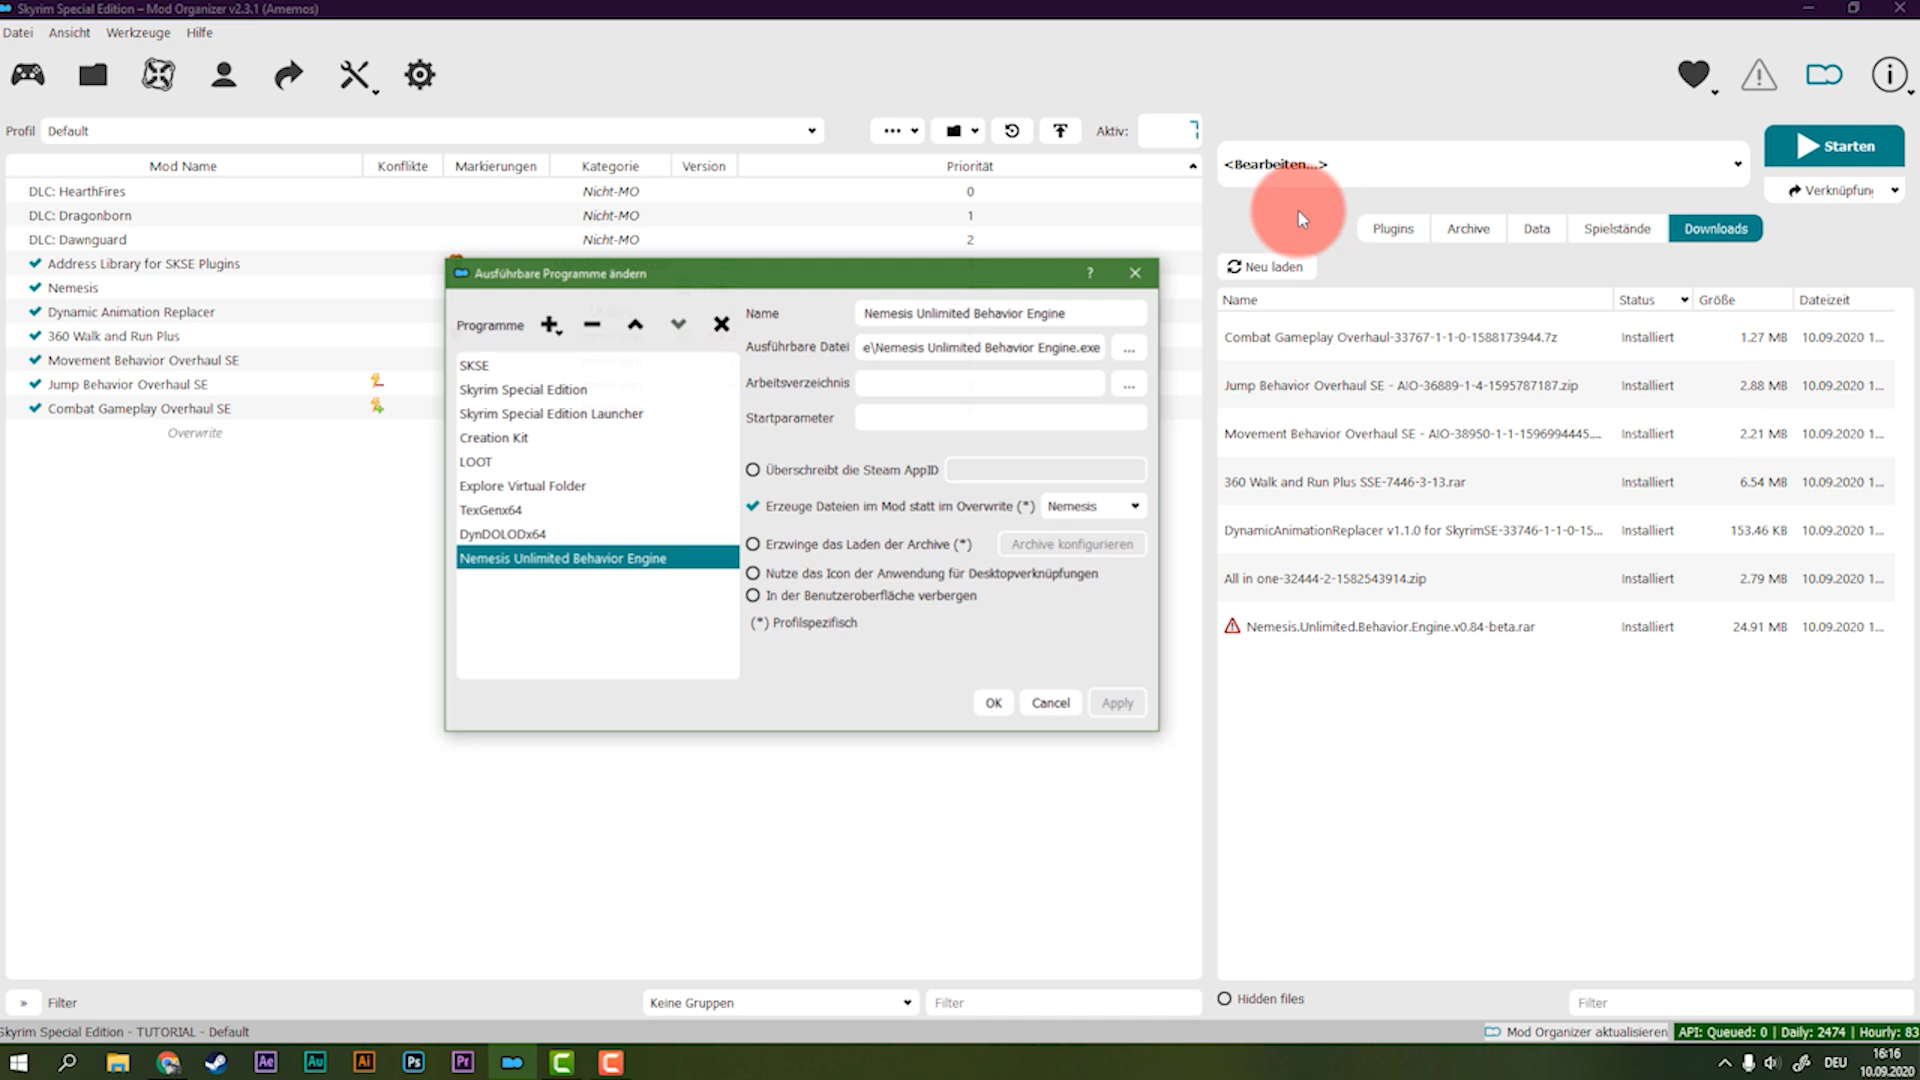 Skyrim Special Edition – Mod Organizer v2.3.1 (Amemos)
Datei Ansicht Werkzeuge Hilfe
Profil Default
Aktiv: 7
Mod Name Konflikte Markierungen Kategorie Version Priorität
DLC: HearthFires Nicht-MO 0
DLC: Dragonborn Nicht-MO 1
DLC: Dawnguard Nicht-MO 2
Address Library for SKSE Plugins
Nemesis
Dynamic Animation Replacer
360 Walk and Run Plus
Movement Behavior Overhaul SE
Jump Behavior Overhaul SE
Combat Gameplay Overhaul SE
Overwrite
Ausführbare Programme ändern ?
Programme
SKSE
Skyrim Special Edition
Skyrim Special Edition Launcher
Creation Kit
LOOT
Explore Virtual Folder
TexGenx64
DynDOLODx64
Nemesis Unlimited Behavior Engine
Name Nemesis Unlimited Behavior Engine
Ausführbare Datei e\Nemesis Unlimited Behavior Engine.exe ...
Arbeitsverzeichnis ...
Startparameter
Überschreibt die Steam AppID
Erzeuge Dateien im Mod statt im Overwrite (*) Nemesis
Erzwinge das Laden der Archive (*) Archive konfigurieren
Nutze das Icon der Anwendung für Desktopverknüpfungen
In der Benutzeroberfläche verbergen
(*) Profilspezifisch
OK Cancel Apply
<Bearbeiten...>
Starten
Verknüpfung
Plugins Archive Data Spielstände Downloads
Neu laden
Name Status Größe Dateizeit
Combat Gameplay Overhaul-33767-1-1-0-1588173944.7z Installiert 1.27 MB 10.09.2020 1...
Jump Behavior Overhaul SE - AIO-36889-1-4-1595787187.zip Installiert 2.88 MB 10.09.2020 1...
Movement Behavior Overhaul SE - AIO-38950-1-1-1596994445.... Installiert 2.21 MB 10.09.2020 1...
360 Walk and Run Plus SSE-7446-3-13.rar Installiert 6.54 MB 10.09.2020 1...
DynamicAnimationReplacer v1.1.0 for SkyrimSE-33746-1-1-0-15... Installiert 153.46 KB 10.09.2020 1...
All in one-32444-2-1582543914.zip Installiert 2.79 MB 10.09.2020 1...
Nemesis.Unlimited.Behavior.Engine.v0.84-beta.rar Installiert 24.91 MB 10.09.2020 1...
» Filter Keine Gruppen Filter
Hidden files Filter
Skyrim Special Edition - TUTORIAL - Default
Mod Organizer aktualisieren API: Queued: 0 | Daily: 2474 | Hourly: 83
Ae Au Ai Ps Pr
DEU 16:16
10.09.2020